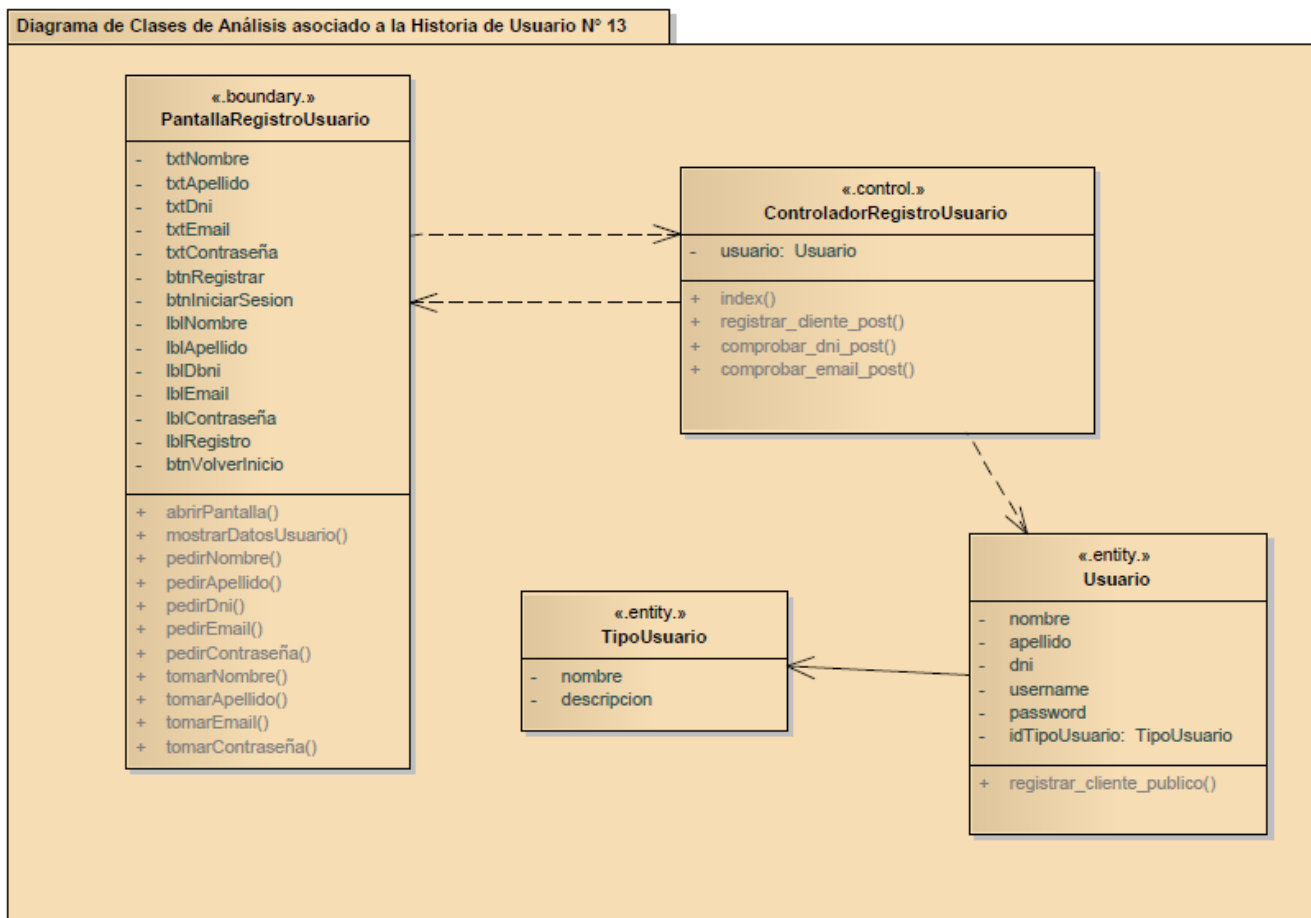 Diagrama de Clases de Análisis asociado a la Historia de Usuario N° 13
«.boundary.»
PantallaRegistroUsuario
- txtNombre
- txtApellido
- txtDni
- txtEmail
- txtContraseña
- btnRegistrar
- btnIniciarSesion
- lblNombre
- lblApellido
- lblDbni
- lblEmail
- lblContraseña
- lblRegistro
- btnVolverInicio
+ abrirPantalla()
+ mostrarDatosUsuario()
+ pedirNombre()
+ pedirApellido()
+ pedirDni()
+ pedirEmail()
+ pedirContraseña()
+ tomarNombre()
+ tomarApellido()
+ tomarEmail()
+ tomarContraseña()
«.control.»
ControladorRegistroUsuario
- usuario: Usuario
+ index()
+ registrar_cliente_post()
+ comprobar_dni_post()
+ comprobar_email_post()
«.entity.»
TipoUsuario
- nombre
- descripcion
«.entity.»
Usuario
- nombre
- apellido
- dni
- username
- password
- idTipoUsuario: TipoUsuario
+ registrar_cliente_publico()